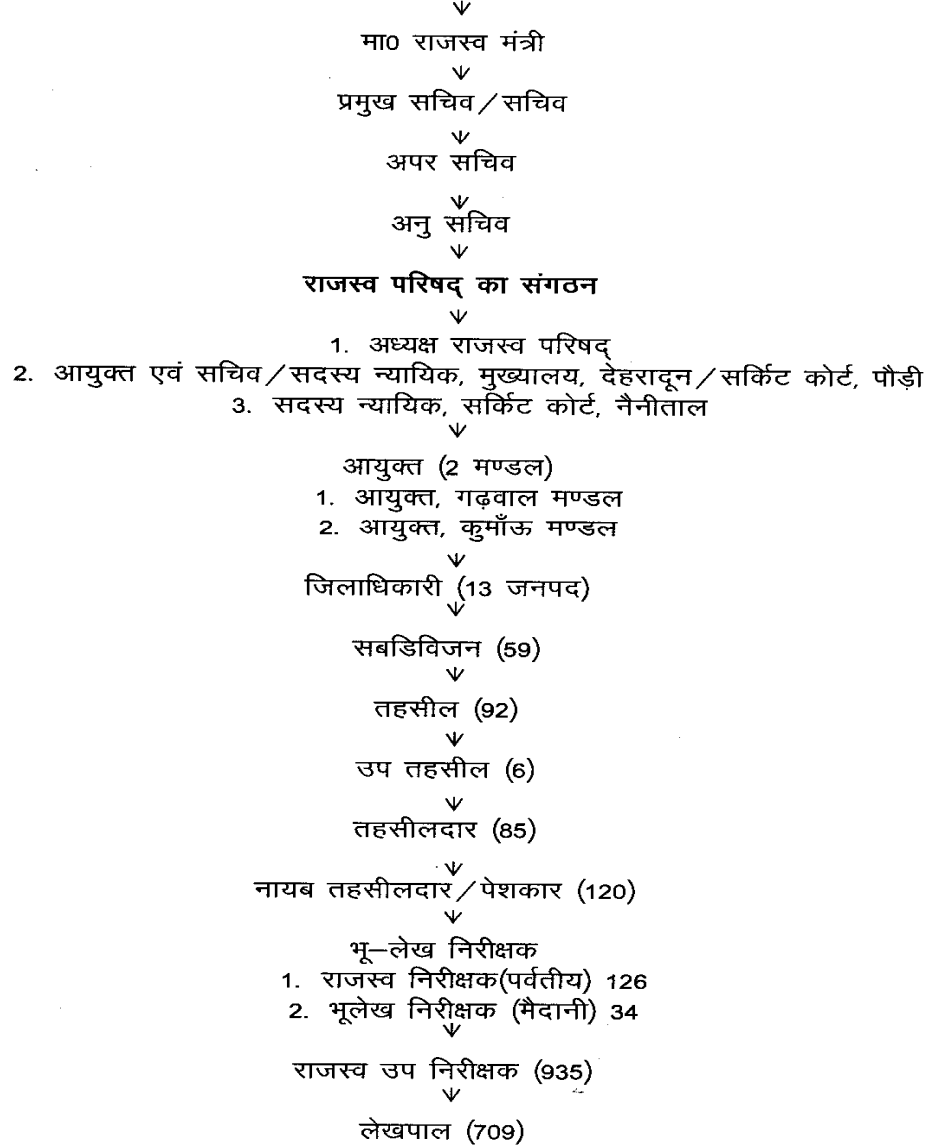 मा0 राजस्व मंत्री
प्रमुख सचिव/सचिव
अपर सचिव
अनु सचिव
राजस्व परिषद् का संगठन
1. अध्यक्ष राजस्व परिषद्
2. आयुक्त एवं सचिव/सदस्य न्यायिक, मुख्यालय, देहरादून/सर्किट कोर्ट, पौड़ी
3. सदस्य न्यायिक, सर्किट कोर्ट, नैनीताल
आयुक्त (2 मण्डल)
1. आयुक्त, गढ़वाल मण्डल
2. आयुक्त, कुमाँऊ मण्डल
जिलाधिकारी (13 जनपद)
सबडिविजन (59)
तहसील (92)
उप तहसील (6)
तहसीलदार (85)
नायब तहसीलदार/पेशकार (120)
भू–लेख निरीक्षक
1. राजस्व निरीक्षक(पर्वतीय) 126
2. भूलेख निरीक्षक (मैदानी) 34
राजस्व उप निरीक्षक (935)
लेखपाल (709)